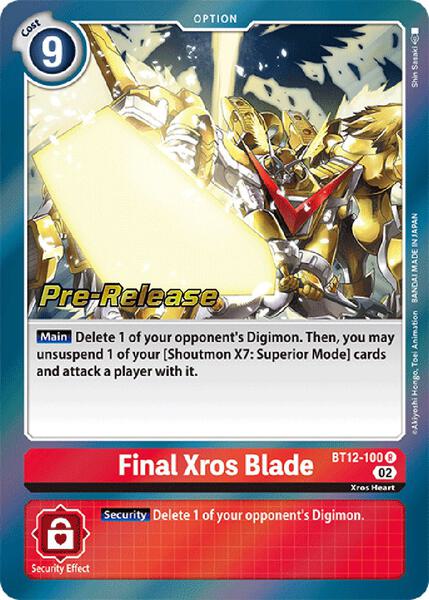 OPTION
Cost
9
Shin Sasaki
Pre-Release
Main Delete 1 of your opponent's Digimon. Then, you may
unsuspend 1 of your [Shoutmon X7: Superior Mode] cards
and attack a player with it.
©Akiyoshi Hongo, Toei Animation BANDAI MADE IN JAPAN
Final Xros Blade
BT12-100 R
02
Xros Heart
Security Delete 1 of your opponent's Digimon.
Security Effect